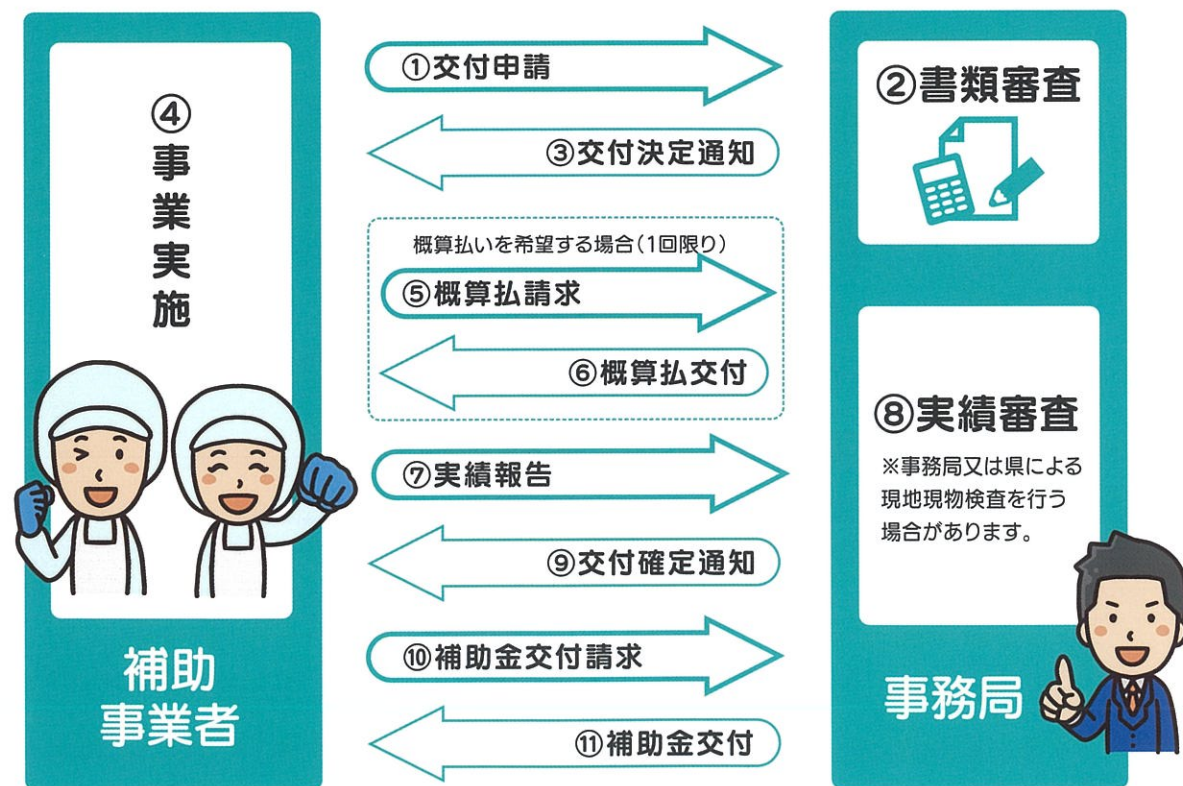 ①交付申請
②書類審査
③交付決定通知
④事業実施
概算払いを希望する場合(1回限り)
⑤概算払請求
⑥概算払交付
⑦実績報告
⑧実績審査
※事務局又は県による
現地現物検査を行う
場合があります。
⑨交付確定通知
⑩補助金交付請求
⑪補助金交付
補助
事業者
事務局